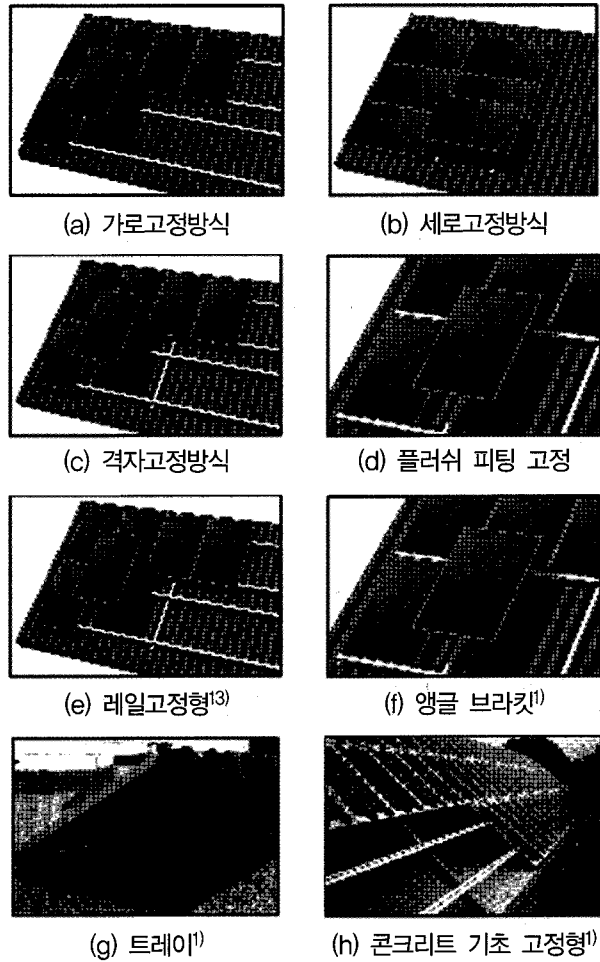 (a) 가로고정방식
(b) 세로고정방식
(c) 격자고정방식
(d) 플러쉬 피팅 고정
(e) 레일고정형13)
(f) 앵글 브라킷1)
(g) 트레이1)
(h) 콘크리트 기초 고정형1)